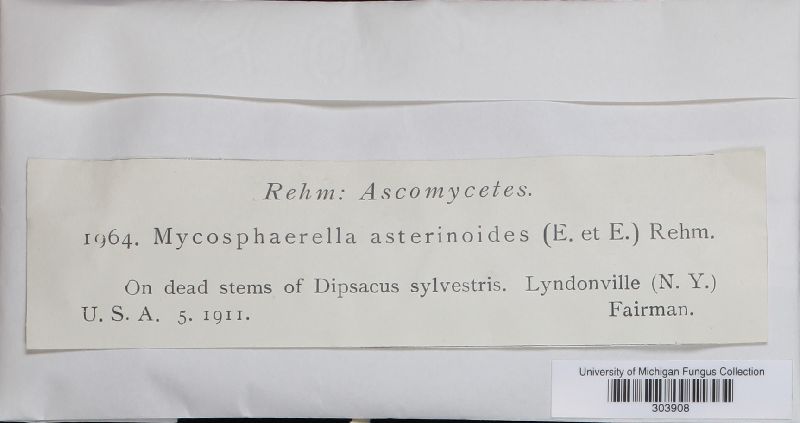 Rehm: Ascomycetes.
1964. Mycosphaerella asterinoides (E. et E.) Rehm.
On dead stems of Dipsacus sylvestris. Lyndonville (N. Y.)
U. S. A. 5. 1911. Fairman.
University of Michigan Fungus Collection
303908